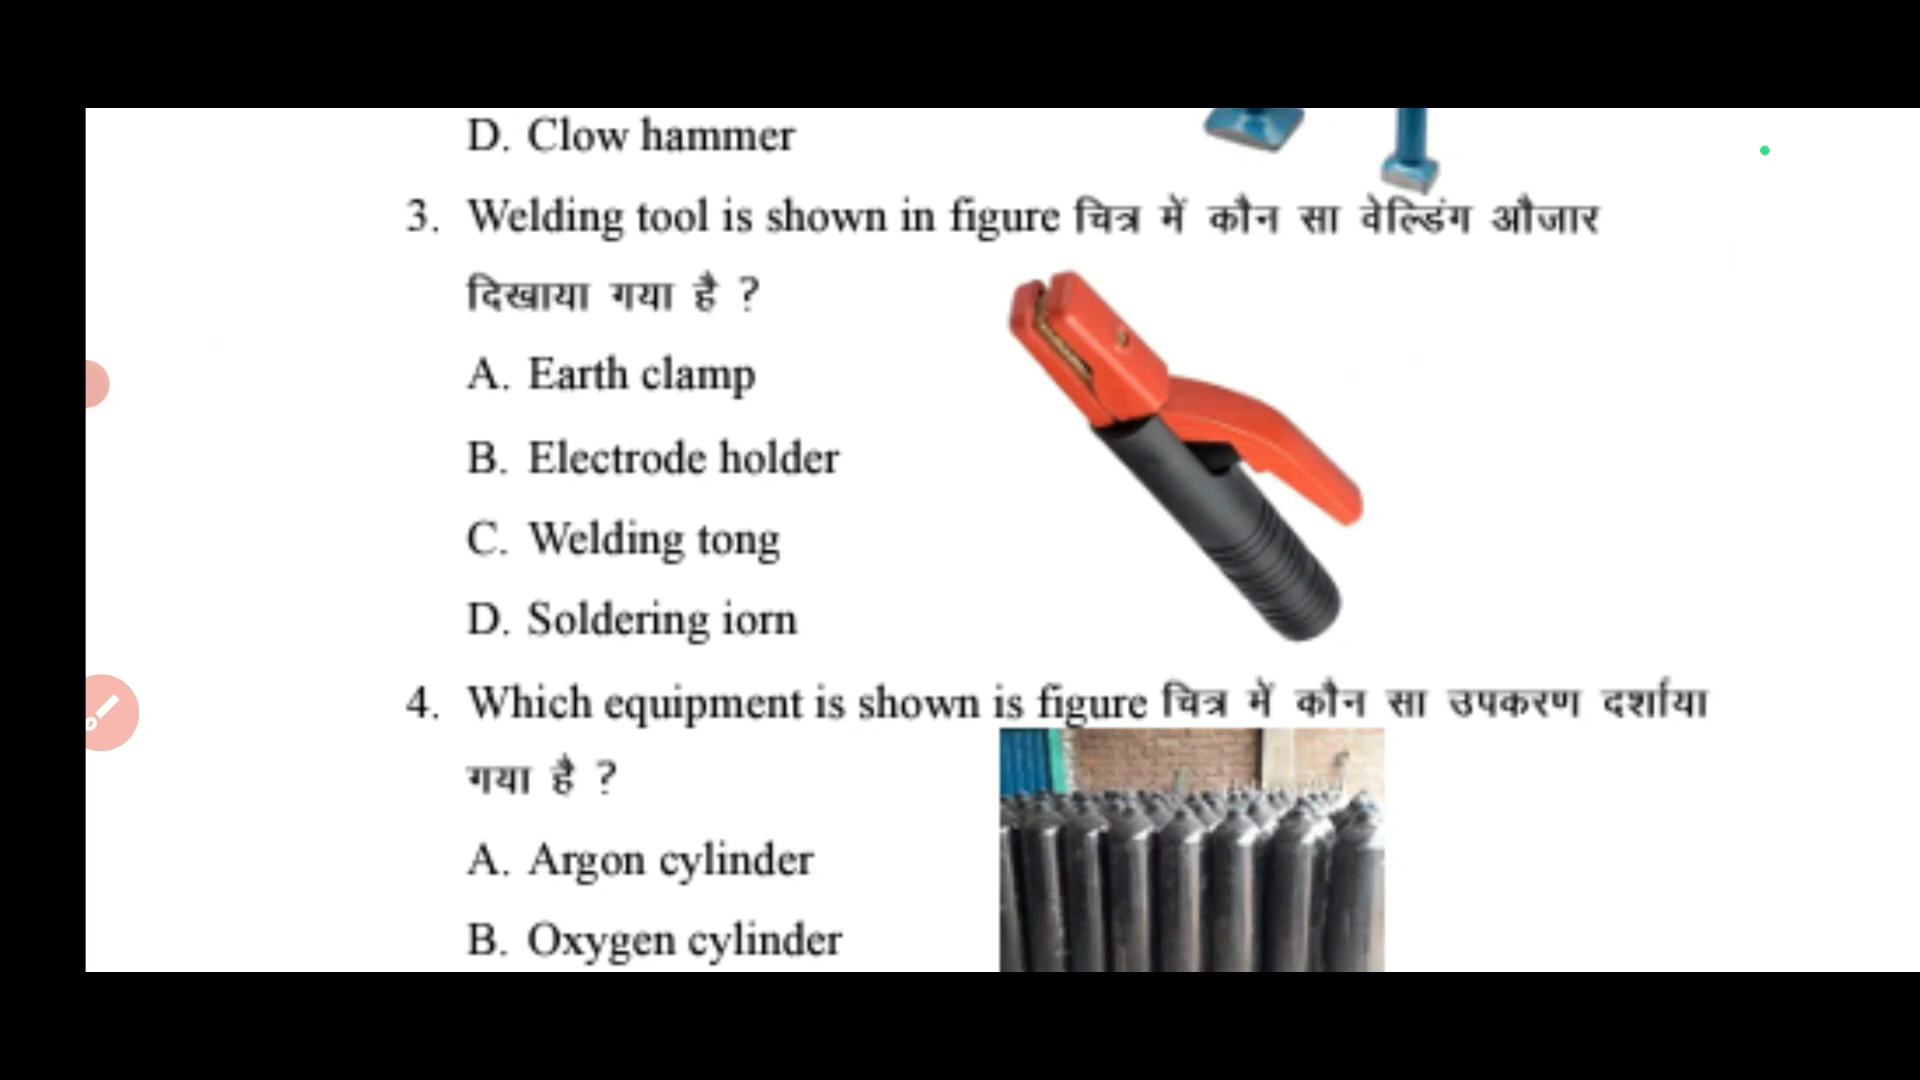 D. Clow hammer
3. Welding tool is shown in figure चित्र में कौन सा वेल्डिंग औजार
दिखाया गया है ?
A. Earth clamp
B. Electrode holder
C. Welding tong
D. Soldering iorn
4. Which equipment is shown is figure चित्र में कौन सा उपकरण दर्शाया
गया है ?
A. Argon cylinder
B. Oxygen cylinder